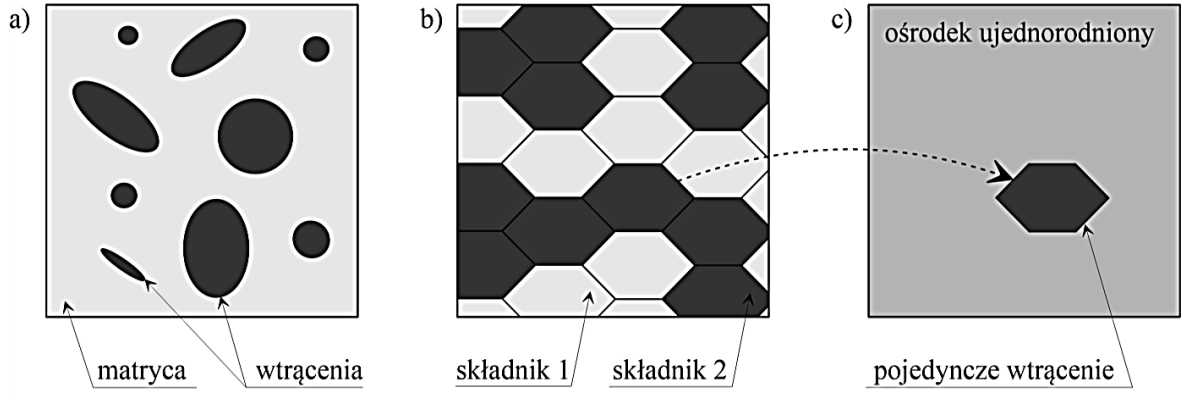 a)
b)
c)
ośrodek ujednorodniony
matryca
wtrącenia
składnik 1
składnik 2
pojedyncze wtrącenie